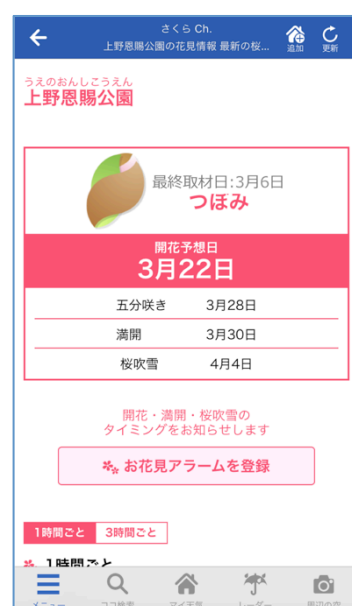 さくら Ch.
上野恩賜公園の花見情報 最新の桜...
追加
更新
うえのおんしこうえん
上野恩賜公園
最終取材日:3月6日
つぼみ
開花予想日
3月22日
五分咲き 3月28日
満開 3月30日
桜吹雪 4月4日
開花・満開・桜吹雪の
タイミングをお知らせします
お花見アラームを登録
1時間ごと 3時間ごと
1時間ごと